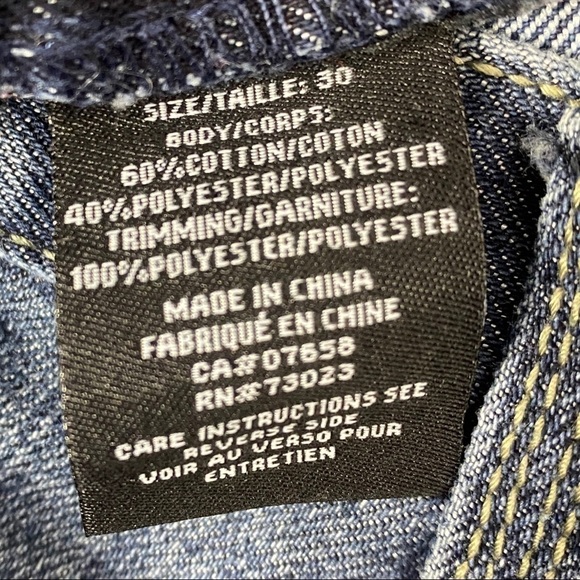 SIZE/TAILLE: 30
BODY/CORPS:
60%COTTON/COTON
40%POLYESTER/POLYESTER
TRIMMING/GARNITURE:
100%POLYESTER/POLYESTER
MADE IN CHINA
FABRIQUÉ EN CHINE
CA# 07658
RN# 73023
CARE INSTRUCTIONS SEE
REVERSE SIDE
VOIR AU VERSO POUR
ENTRETIEN